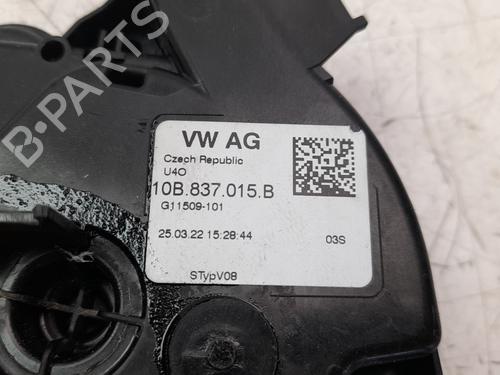 VW AG
Czech Republic
U4O
10B.837.015.B
G11509-101
25.03.22 15:28:44
03S
STypV08
B-PARTS